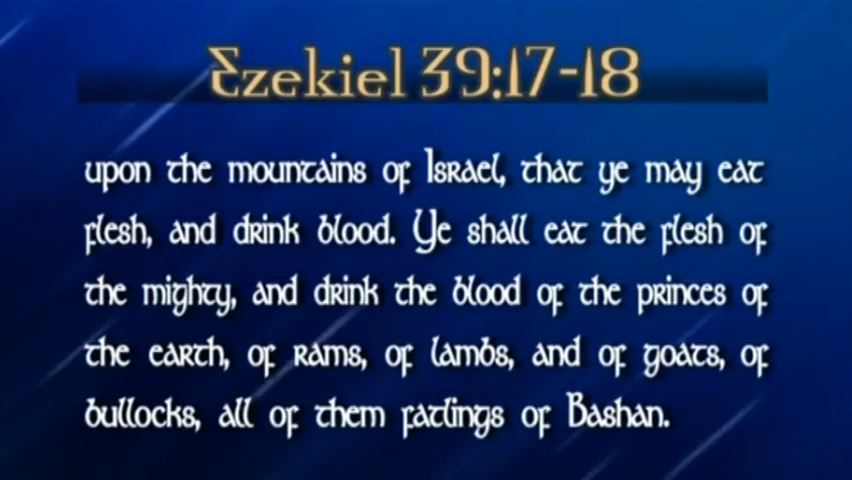 Ezekiel 39:17-18
upon the mountains of Israel, that ye may eat
flesh, and drink blood. Ye shall eat the flesh of
the mighty, and drink the blood of the princes of
the earth, of rams, of lambs, and of goats, of
bullocks, all of them fatlings of Bashan.